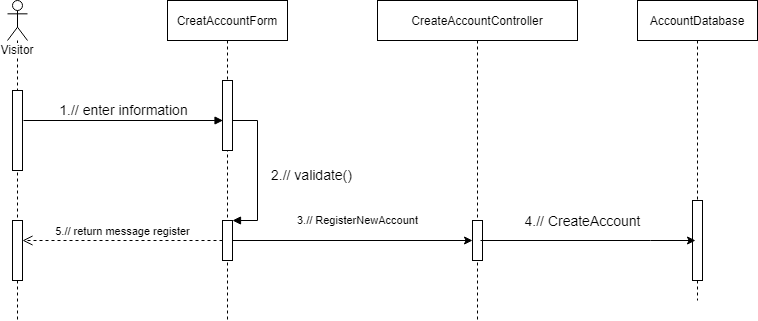 CreatAccountForm
CreateAccountController
AccountDatabase
Visitor
1.// enter information
2.// validate()
3.// RegisterNewAccount
4.// CreateAccount
5.// return message register